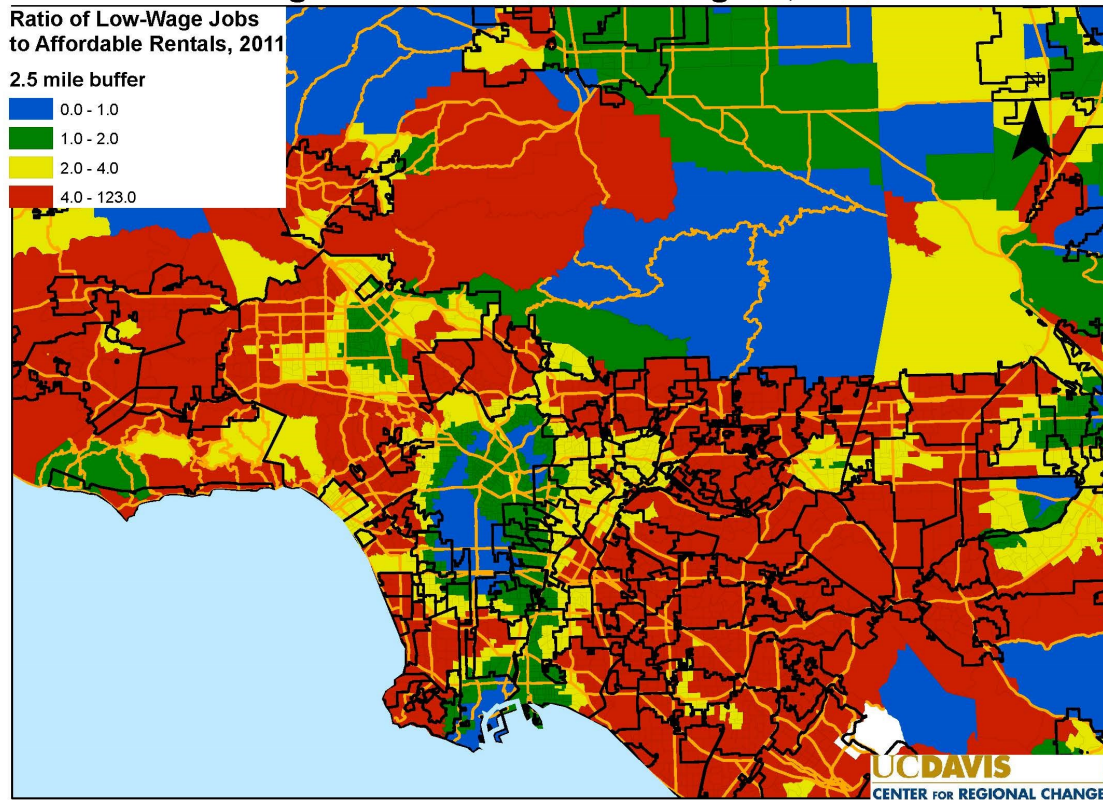 Ratio of Low-Wage Jobs
to Affordable Rentals, 2011
2.5 mile buffer
0.0 - 1.0
1.0 - 2.0
2.0 - 4.0
4.0 - 123.0
N
UCDAVIS
CENTER FOR REGIONAL CHANGE